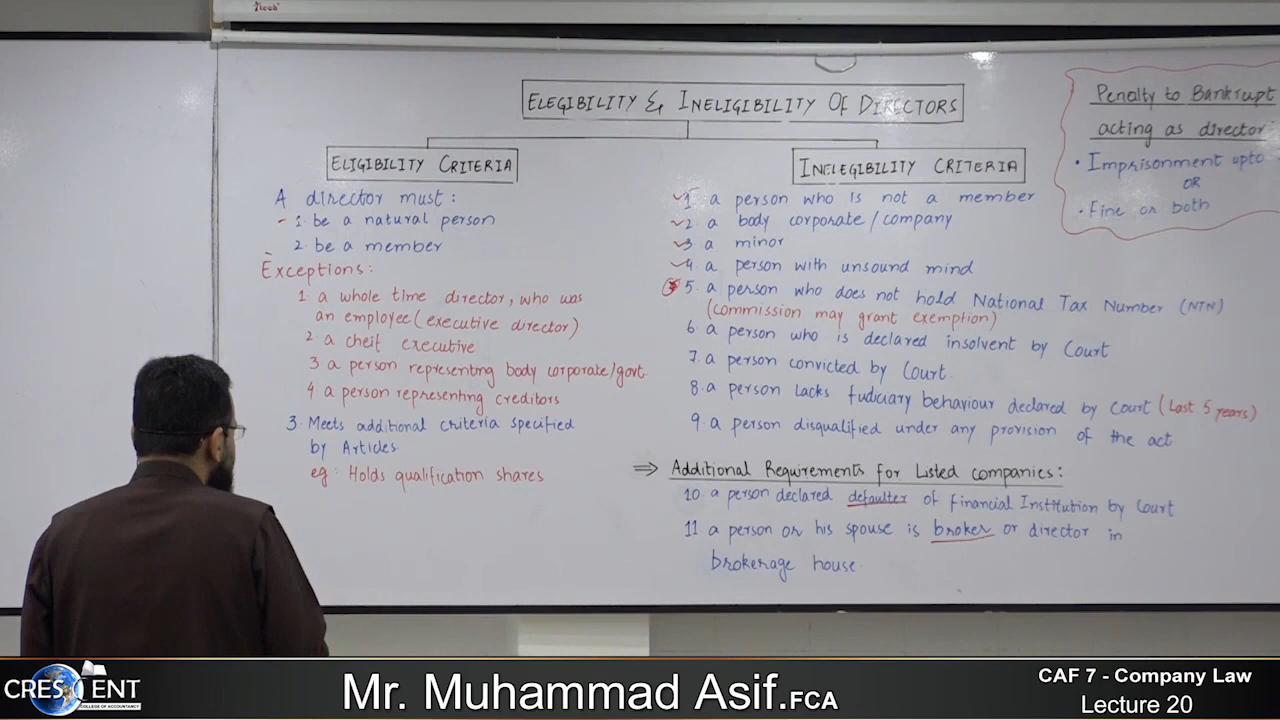 itech
ELEGIBILITY & INELIGIBILITY OF DIRECTORS
ELIGIBILITY CRITERIA
A director must :
1. be a natural person
2. be a member
Exceptions:
1 a whole time director, who was
an employee (executive director)
2 a cheif executive
3 a person representing body corporate/govt.
4 a person representing creditors
3. Meets additional criteria specified
by Articles.
eg : Holds qualification shares
INELEGIBILITY CRITERIA
1 a person who is not a member
2 a body corporate / company
3 a minor
4 a person with unsound mind
5. a person who does not hold National Tax Number (NTN)
(commission may grant exemption)
6 a person who is declared insolvent by Court
7. a person convicted by Court.
8. a person lacks fuduciary behaviour declared by Court (Last 5 years)
9. a person disqualified under any provision of the act
⇒ Additional Requirements for Listed companies:
10. a person declared defaulter of financial Institution by Court
11. a person or his spouse is broker or director in
brokerage house.
Penalty to Bankrupt
acting as director
• Imprisonment upto
OR
• Fine or both
CRESCENT
COLLEGE OF ACCOUNTANCY
Mr. Muhammad Asif.FCA
CAF 7 - Company Law
Lecture 20